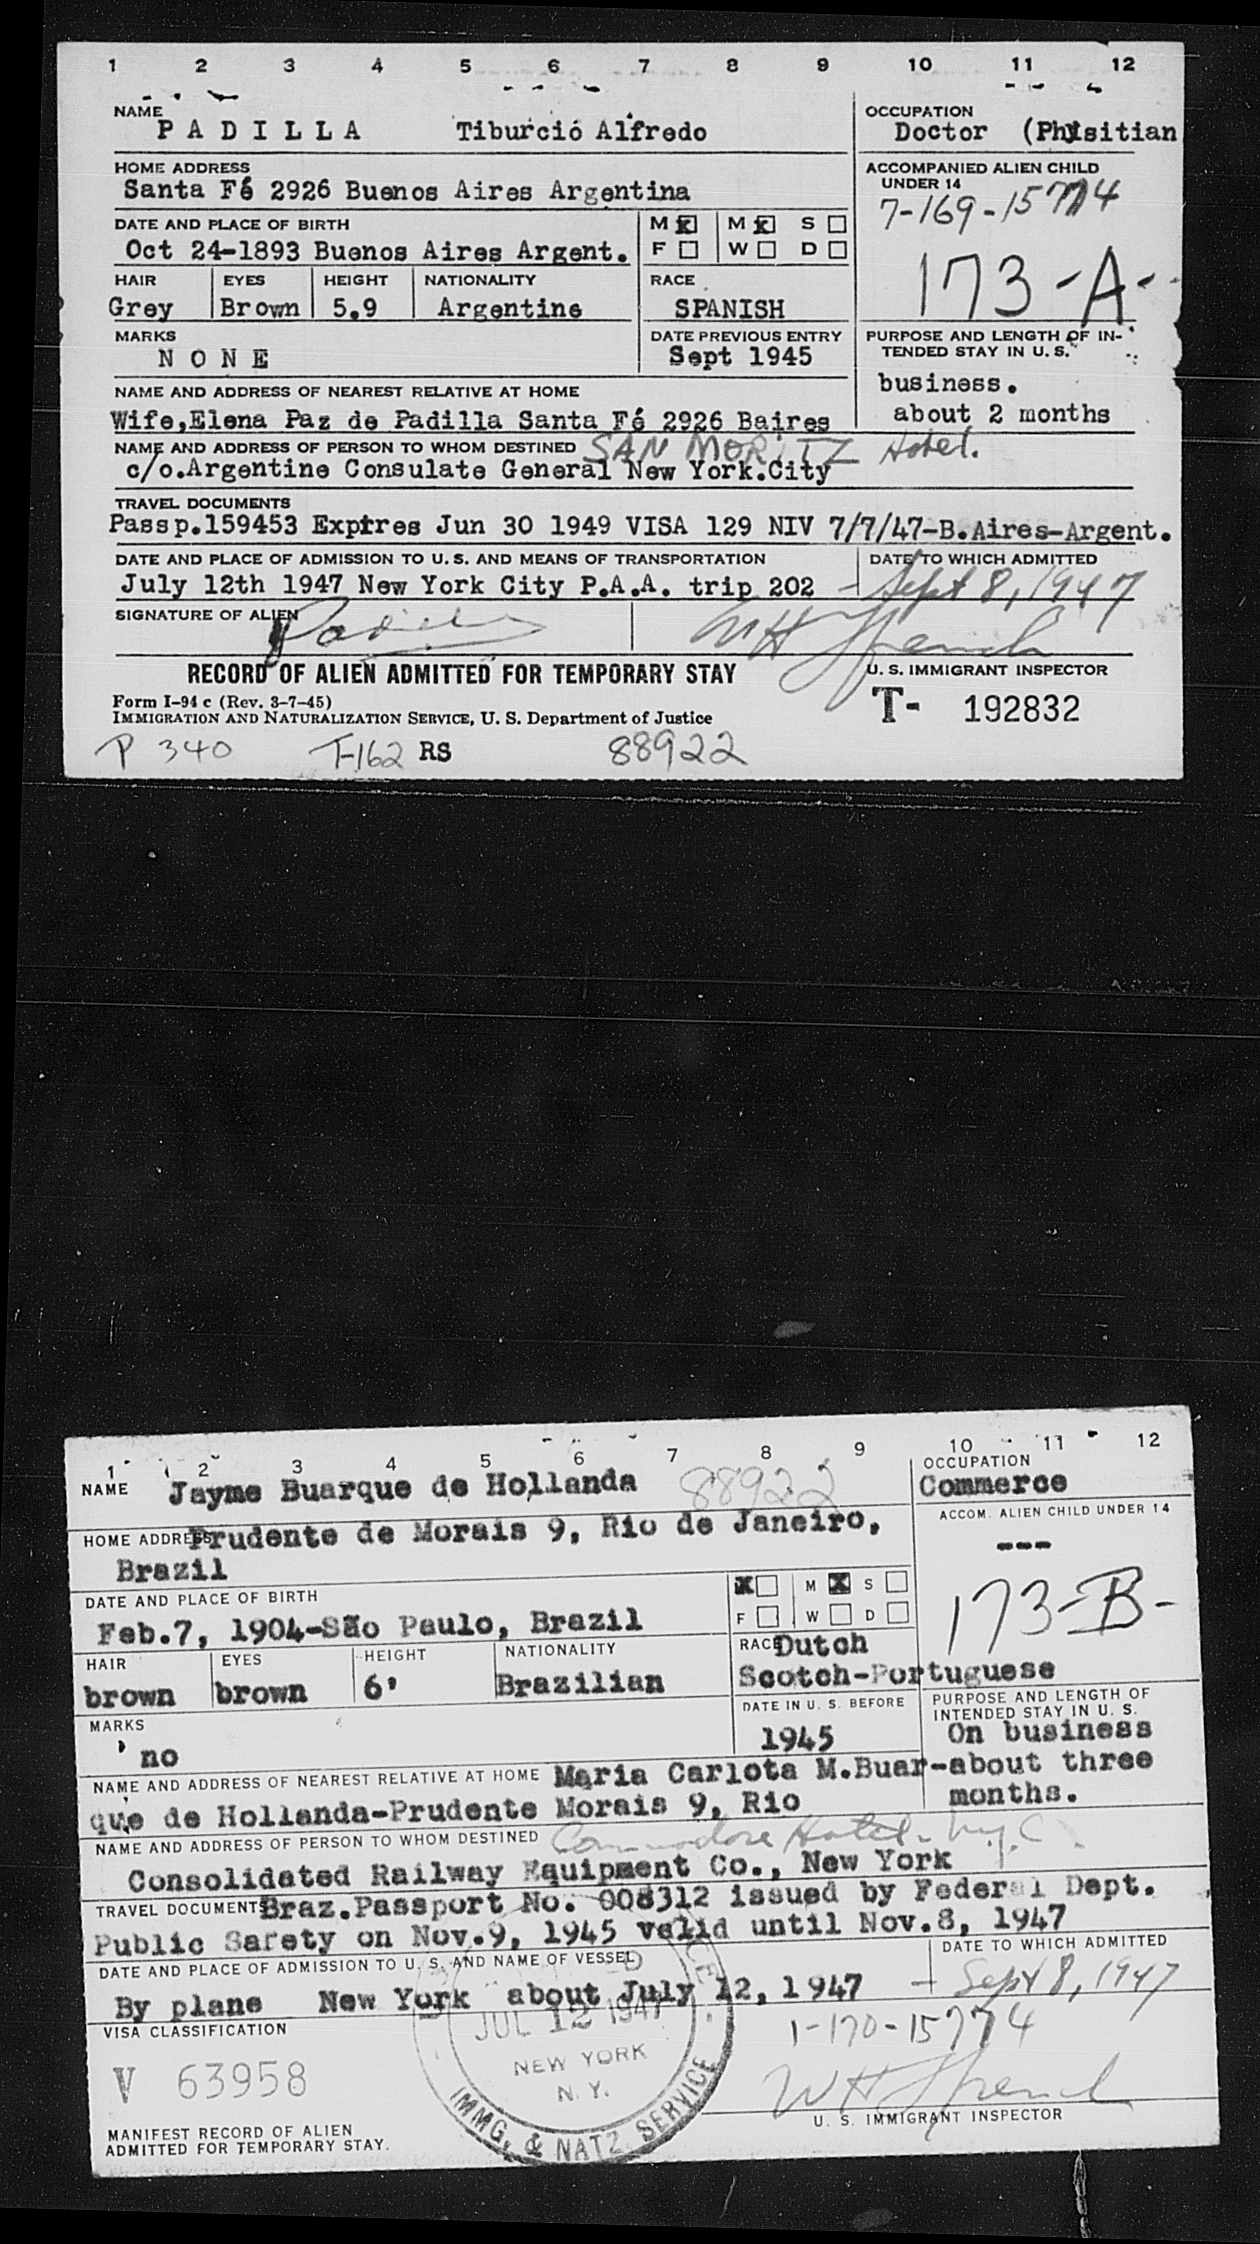 1 2 3 4 5 6 7 8 9 10 11 12
NAME
PADILLA Tiburció Alfredo
OCCUPATION
Doctor (Phisitian
HOME ADDRESS
Santa Fé 2926 Buenos Aires Argentina
ACCOMPANIED ALIEN CHILD
UNDER 14
7-169-15774
173-A-
DATE AND PLACE OF BIRTH
Oct 24-1893 Buenos Aires Argent.
M x M x S
F W D
HAIR EYES HEIGHT NATIONALITY RACE
Grey Brown 5.9 Argentine SPANISH
MARKS
NONE
DATE PREVIOUS ENTRY
Sept 1945
PURPOSE AND LENGTH OF IN-
TENDED STAY IN U. S.
business.
about 2 months
NAME AND ADDRESS OF NEAREST RELATIVE AT HOME
Wife,Elena Paz de Padilla Santa Fé 2926 Baires
NAME AND ADDRESS OF PERSON TO WHOM DESTINED SAN MORITZ Hotel.
c/o.Argentine Consulate General New York.City
TRAVEL DOCUMENTS
Passp.159453 Expires Jun 30 1949 VISA 129 NIV 7/7/47-B.Aires-Argent.
DATE AND PLACE OF ADMISSION TO U. S. AND MEANS OF TRANSPORTATION
July 12th 1947 New York City P.A.A. trip 202
DATE TO WHICH ADMITTED
Sept 8, 1947
SIGNATURE OF ALIEN
Padilla
RECORD OF ALIEN ADMITTED FOR TEMPORARY STAY
U. S. IMMIGRANT INSPECTOR
Form I-94 c (Rev. 3-7-45)
IMMIGRATION AND NATURALIZATION SERVICE, U. S. Department of Justice
T- 192832
P 340 T-162 RS 88922
1 2 3 4 5 6 7 8 9 10 11 12
NAME Jayme Buarque de Hollanda 88922
OCCUPATION
Commerce
HOME ADDRESS Prudente de Morais 9, Rio de Janeiro,
Brazil
ACCOM. ALIEN CHILD UNDER 14
---
173-B-
DATE AND PLACE OF BIRTH
Feb.7, 1904-São Paulo, Brazil
X M X S
F W D
HAIR EYES HEIGHT NATIONALITY
brown brown 6' Brazilian
RACE Dutch
Scotch-Portuguese
MARKS
no
DATE IN U. S. BEFORE
1945
PURPOSE AND LENGTH OF
INTENDED STAY IN U. S.
On business
-about three
months.
NAME AND ADDRESS OF NEAREST RELATIVE AT HOME Maria Carlota M.Buar
que de Hollanda-Prudente Morais 9, Rio
NAME AND ADDRESS OF PERSON TO WHOM DESTINED Commodore Hotel - N.Y.C.
Consolidated Railway Equipment Co., New York
TRAVEL DOCUMENTS Braz.Passport No. 008312 issued by Federal Dept.
Public Safety on Nov.9, 1945 valid until Nov.8, 1947
DATE AND PLACE OF ADMISSION TO U. S. AND NAME OF VESSEL
By plane New York about July 12, 1947
DATE TO WHICH ADMITTED
Sept 8, 1947
1-170-15774
JUL 12 1947
NEW YORK
N. Y.
IMMG. & NATZ SERVICE
VISA CLASSIFICATION
V 63958
U. S. IMMIGRANT INSPECTOR
MANIFEST RECORD OF ALIEN
ADMITTED FOR TEMPORARY STAY.